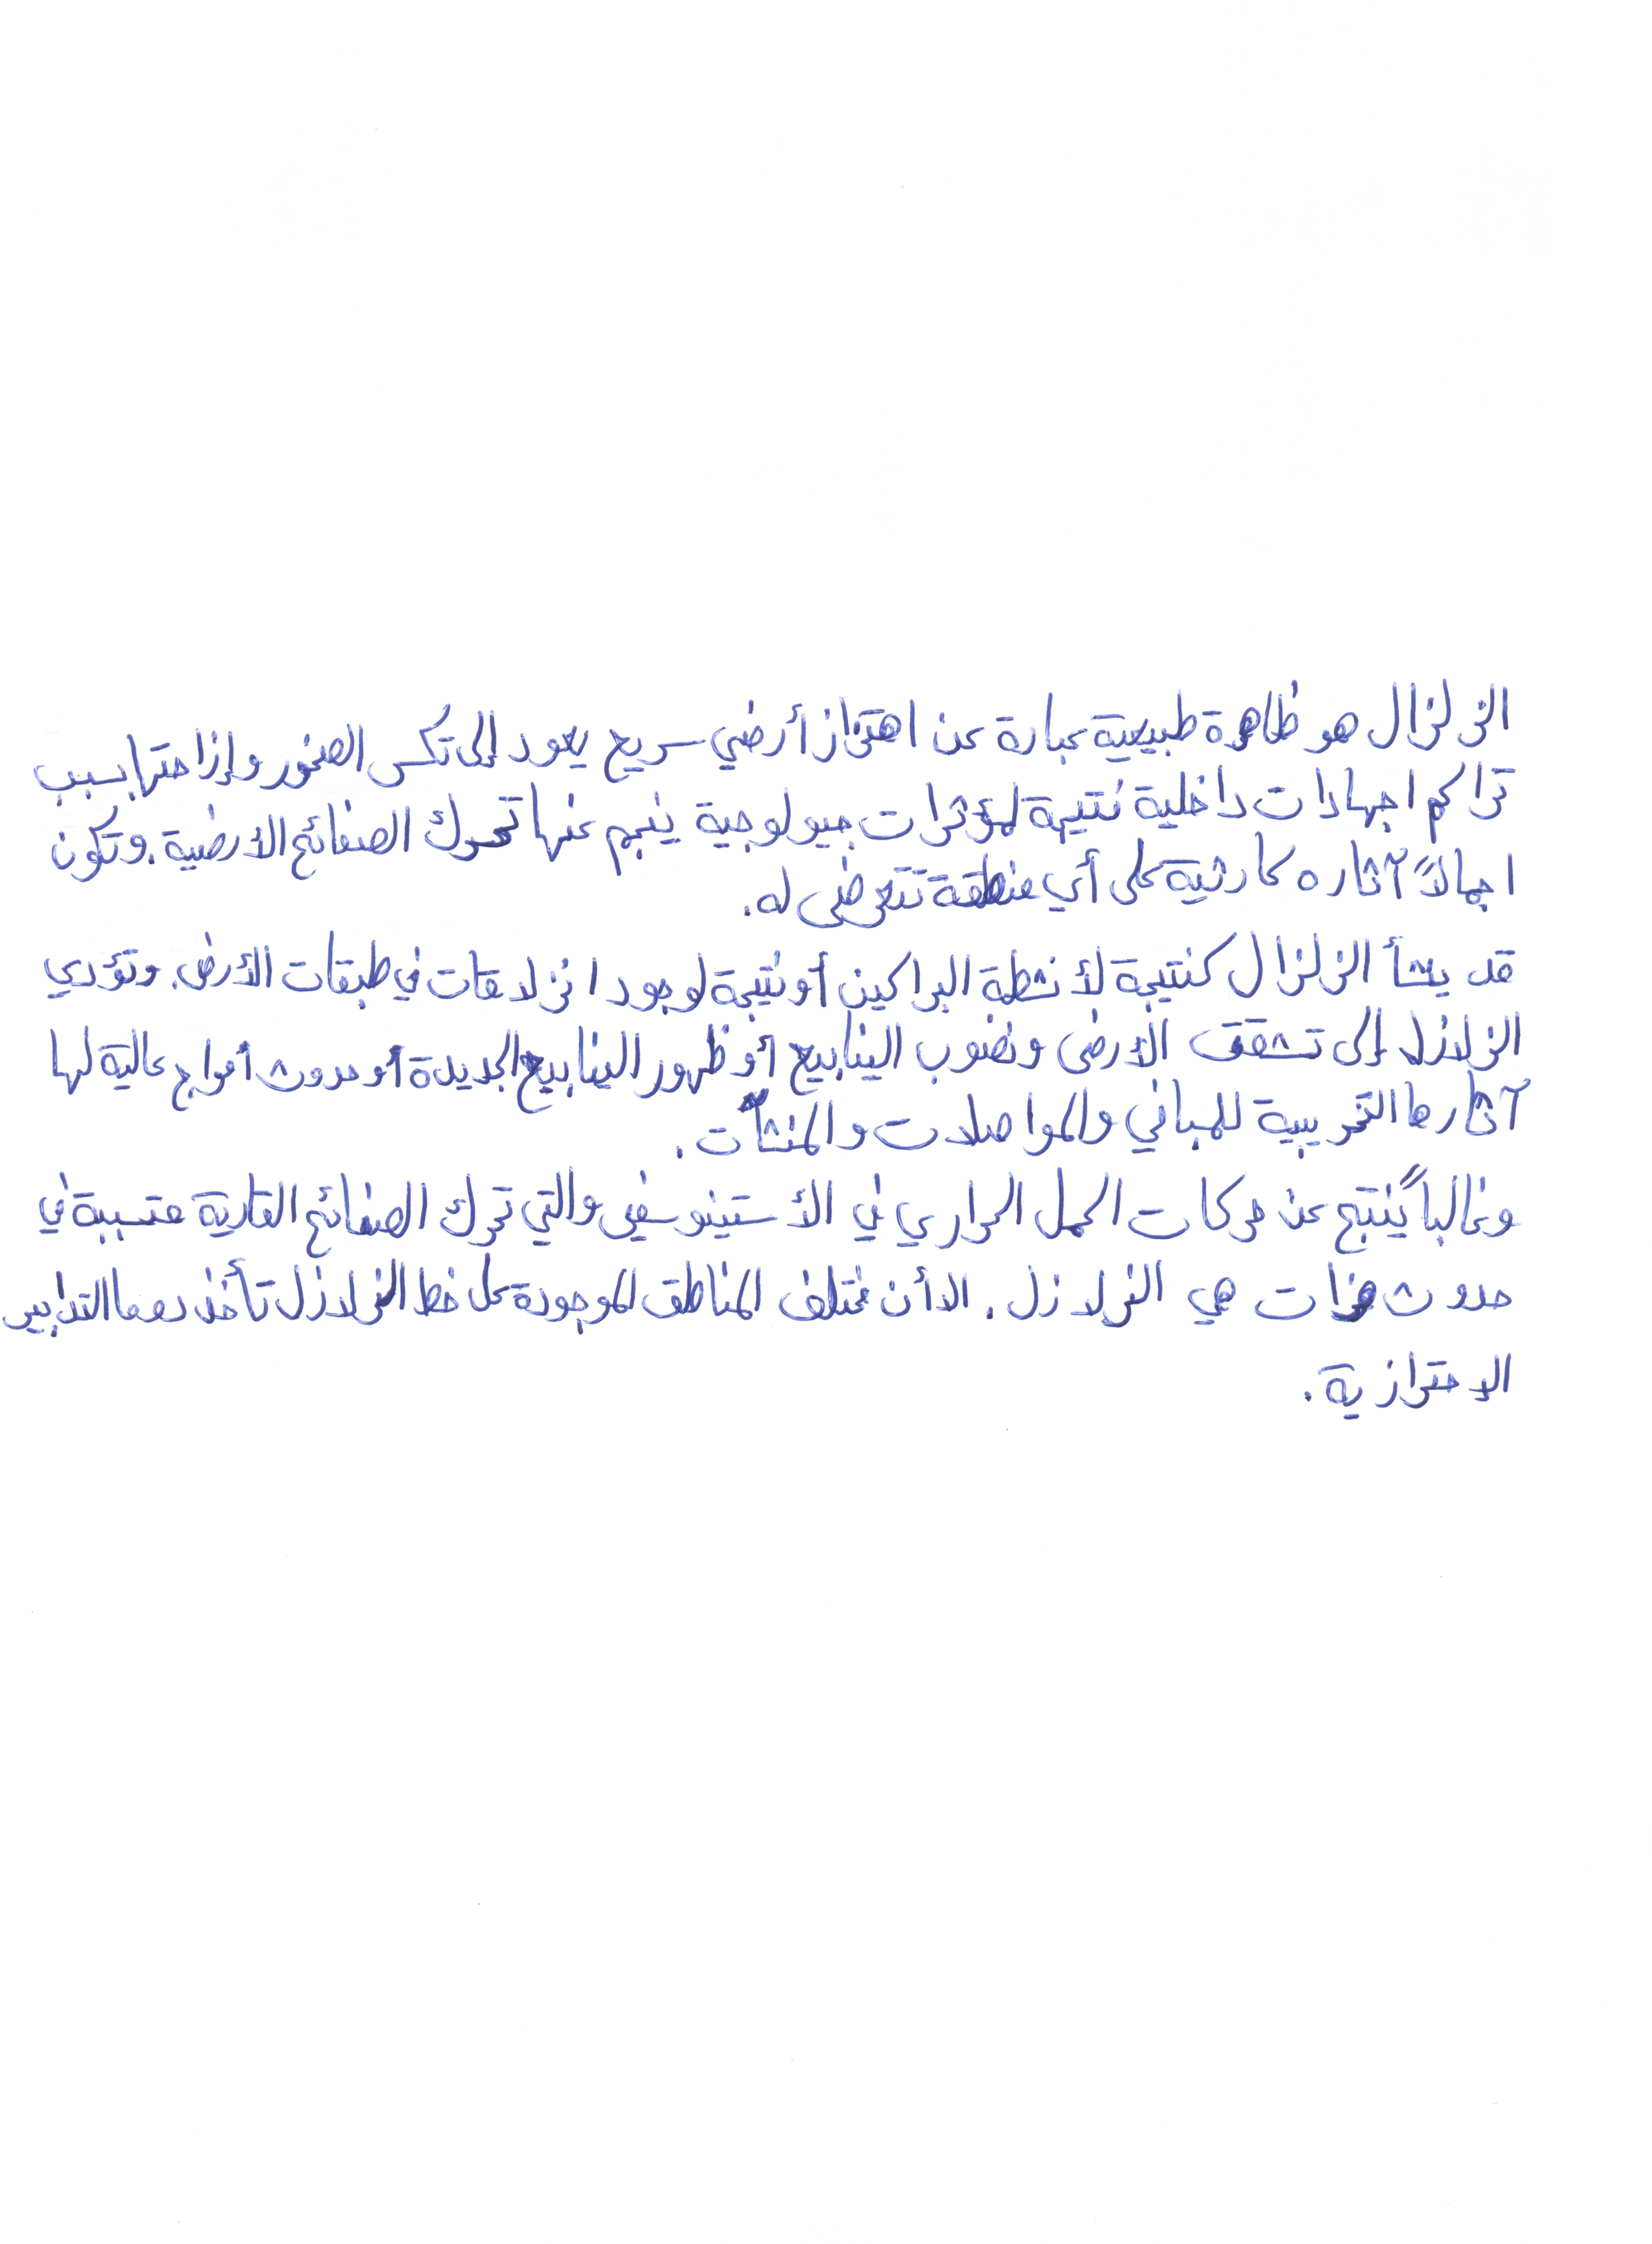 الزلزال هو ظاهرة طبيعية عبارة عن اهتزاز أرضي سريع يعود إلى تكسر الصخور وإزاحتها بسبب
تراكم اجهادات داخلية نتيجة لمؤثرات جيولوجية ينجم عنها تحرك الصفائح الأرضية. وتكون
اجمالاً آثاره كارثية على أي منطقة تتعرض له.
قد ينشأ الزلزال كنتيجة لأنشطة البراكين أو نتيجة لوجود انزلاقات في طبقات الأرض. وتؤدي
الزلازل إلى تشقق الأرض ونضوب الينابيع أو ظهور الينابيع الجديدة أو حدوث أمواج عالية لها
آثارها التخريبية للمباني والمواصلات والمنشآت.
وغالباً ينتج عن حركات الحمل الحراري في الأستينوسفير والتي تحرك الصفائح القارية متسببة في
حدوث هزات هي الزلازل. الا أن مختلف المناطق الموجودة على خط الزلازل تأخذ دوما التدابير
الاحترازية.